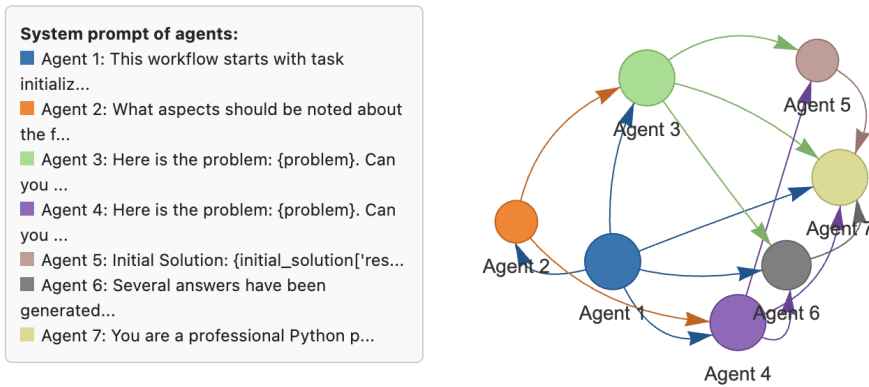 System prompt of agents:
Agent 1: This workflow starts with task
initializ...
Agent 2: What aspects should be noted about
the f...
Agent 3: Here is the problem: {problem}. Can
you ...
Agent 4: Here is the problem: {problem}. Can
you ...
Agent 5: Initial Solution: {initial_solution['res...
Agent 6: Several answers have been
generated...
Agent 7: You are a professional Python p...
Agent 5
Agent 3
Agent 7
Agent 2
Agent 1
Agent 6
Agent 4